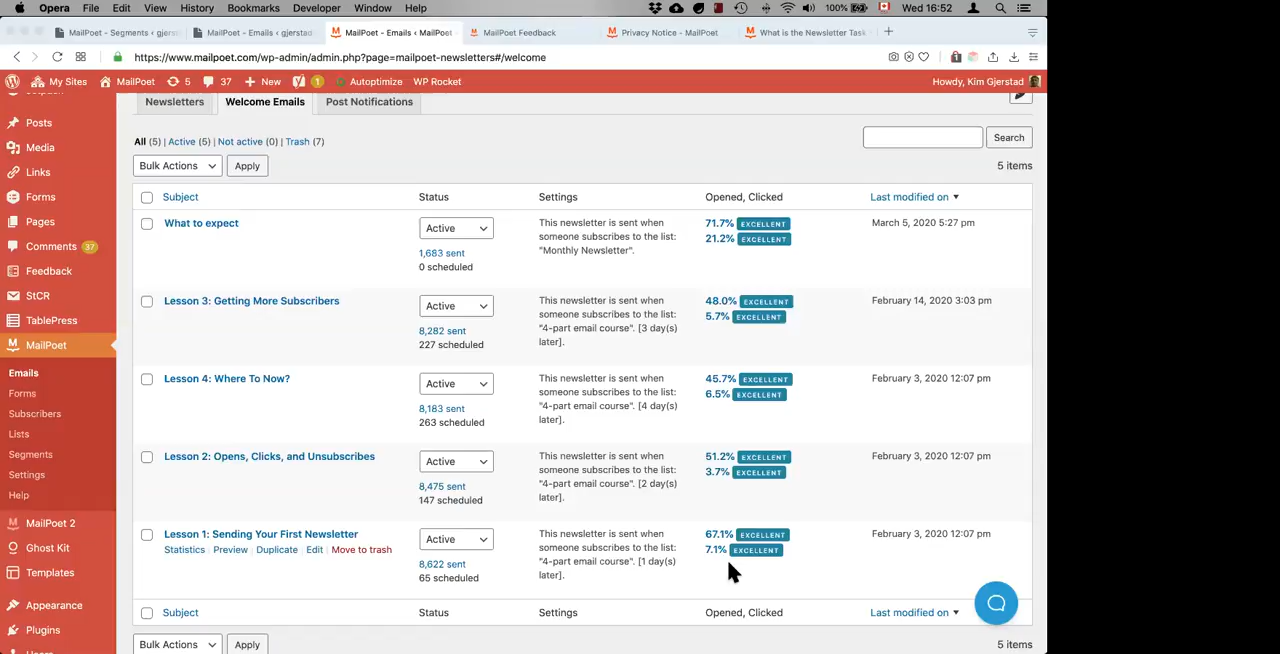 Opera File Edit View History Bookmarks Developer Window Help 100% Wed 16:52
MailPoet - Segments ‹ gjers MailPoet - Emails ‹ gjerstad MailPoet - Emails ‹ MailPoet MailPoet Feedback Privacy Notice - MailPoet What is the Newsletter Task
https://www.mailpoet.com/wp-admin/admin.php?page=mailpoet-newsletters#/welcome
My Sites MailPoet 5 37 New 1 Autoptimize WP Rocket Howdy, Kim Gjerstad
Newsletters Welcome Emails Post Notifications
Posts
Media
Links
Forms
Pages
Comments 37
Feedback
StCR
TablePress
MailPoet
Emails
Forms
Subscribers
Lists
Segments
Settings
Help
MailPoet 2
Ghost Kit
Templates
Appearance
Plugins
All (5) | Active (5) | Not active (0) | Trash (7)
Search
Bulk Actions Apply 5 items
Subject Status Settings Opened, Clicked Last modified on
What to expect Active This newsletter is sent when 71.7% EXCELLENT March 5, 2020 5:27 pm
someone subscribes to the list: 21.2% EXCELLENT
1,683 sent "Monthly Newsletter".
0 scheduled
Lesson 3: Getting More Subscribers Active This newsletter is sent when 48.0% EXCELLENT February 14, 2020 3:03 pm
someone subscribes to the list: 5.7% EXCELLENT
8,282 sent "4-part email course". [3 day(s)
227 scheduled later].
Lesson 4: Where To Now? Active This newsletter is sent when 45.7% EXCELLENT February 3, 2020 12:07 pm
someone subscribes to the list: 6.5% EXCELLENT
8,183 sent "4-part email course". [4 day(s)
263 scheduled later].
Lesson 2: Opens, Clicks, and Unsubscribes Active This newsletter is sent when 51.2% EXCELLENT February 3, 2020 12:07 pm
someone subscribes to the list: 3.7% EXCELLENT
8,475 sent "4-part email course". [2 day(s)
147 scheduled later].
Lesson 1: Sending Your First Newsletter Active This newsletter is sent when 67.1% EXCELLENT February 3, 2020 12:07 pm
Statistics | Preview | Duplicate | Edit | Move to trash someone subscribes to the list: 7.1% EXCELLENT
8,622 sent "4-part email course". [1 day(s)
65 scheduled later].
Subject Status Settings Opened, Clicked Last modified on
Bulk Actions Apply 5 items